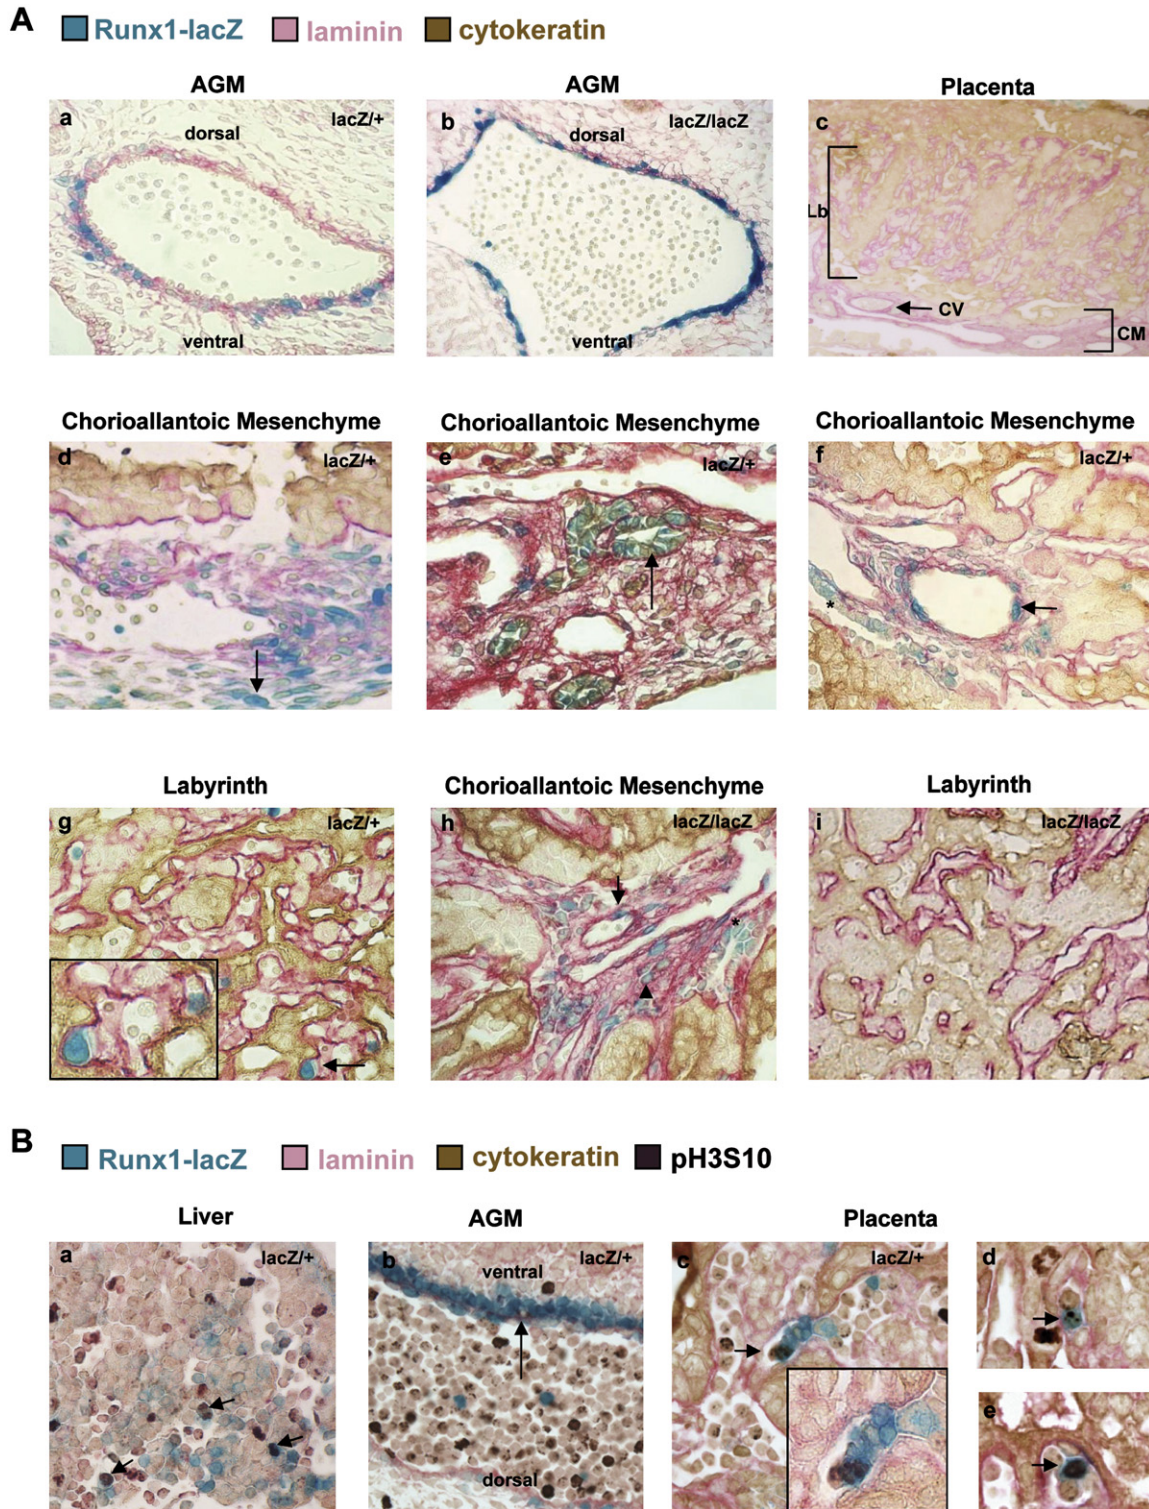 A
Runx1-lacZ laminin cytokeratin
AGM AGM Placenta
a lacZ/+ dorsal ventral
b lacZ/lacZ dorsal ventral
c Lb CV CM
Chorioallantoic Mesenchyme Chorioallantoic Mesenchyme Chorioallantoic Mesenchyme
d lacZ/+
e lacZ/+
f lacZ/+ *
Labyrinth Chorioallantoic Mesenchyme Labyrinth
g lacZ/+
h lacZ/lacZ *
i lacZ/lacZ
B
Runx1-lacZ laminin cytokeratin pH3S10
Liver AGM Placenta
a lacZ/+
b lacZ/+ ventral dorsal
c lacZ/+
d
e